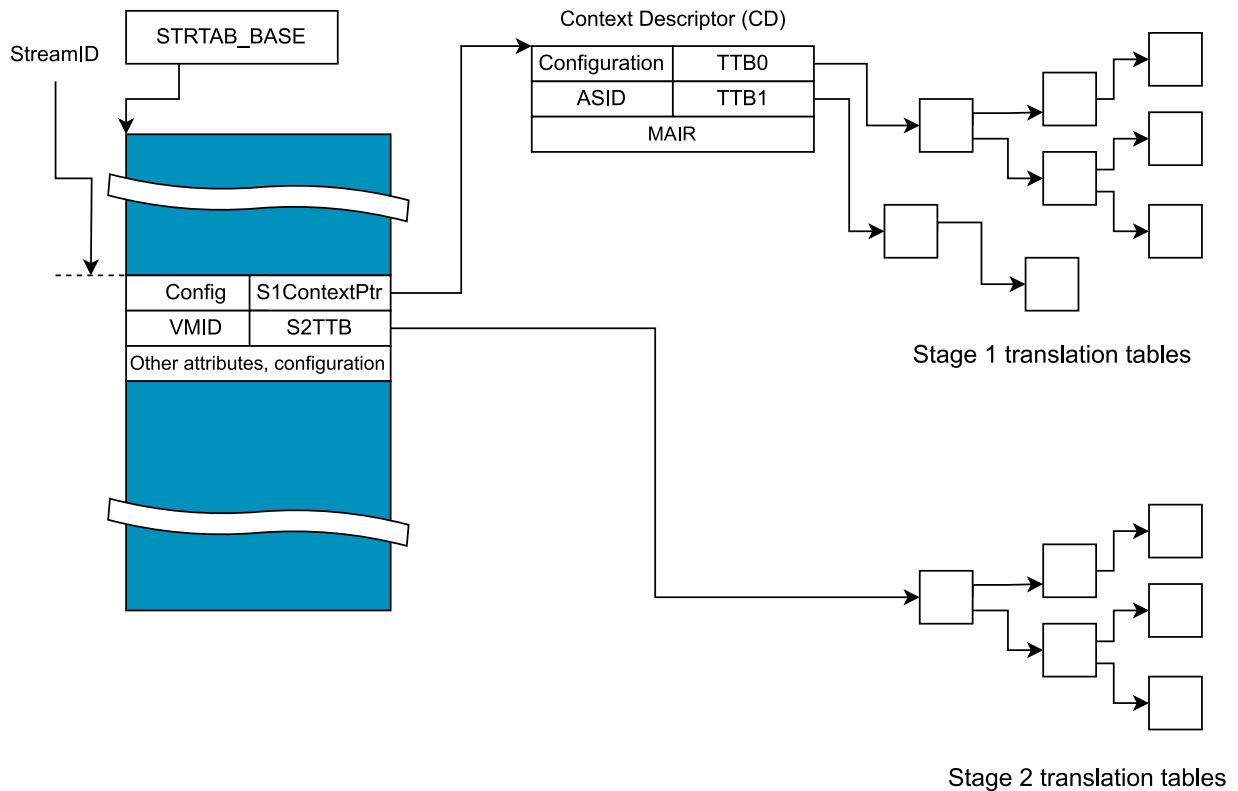 Context Descriptor (CD)
STRTAB_BASE
StreamID
Configuration TTB0
ASID TTB1
MAIR
Config S1ContextPtr
VMID S2TTB
Other attributes, configuration
Stage 1 translation tables
Stage 2 translation tables